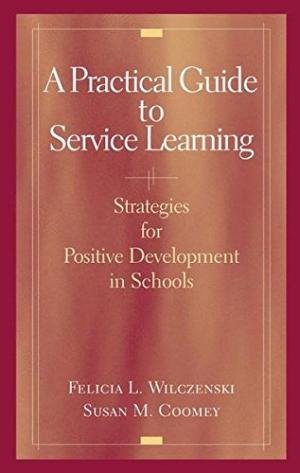 A Practical Guide
to
Service Learning
Strategies
for
Positive Development
in Schools
Felicia L. Wilczenski
Susan M. Coomey